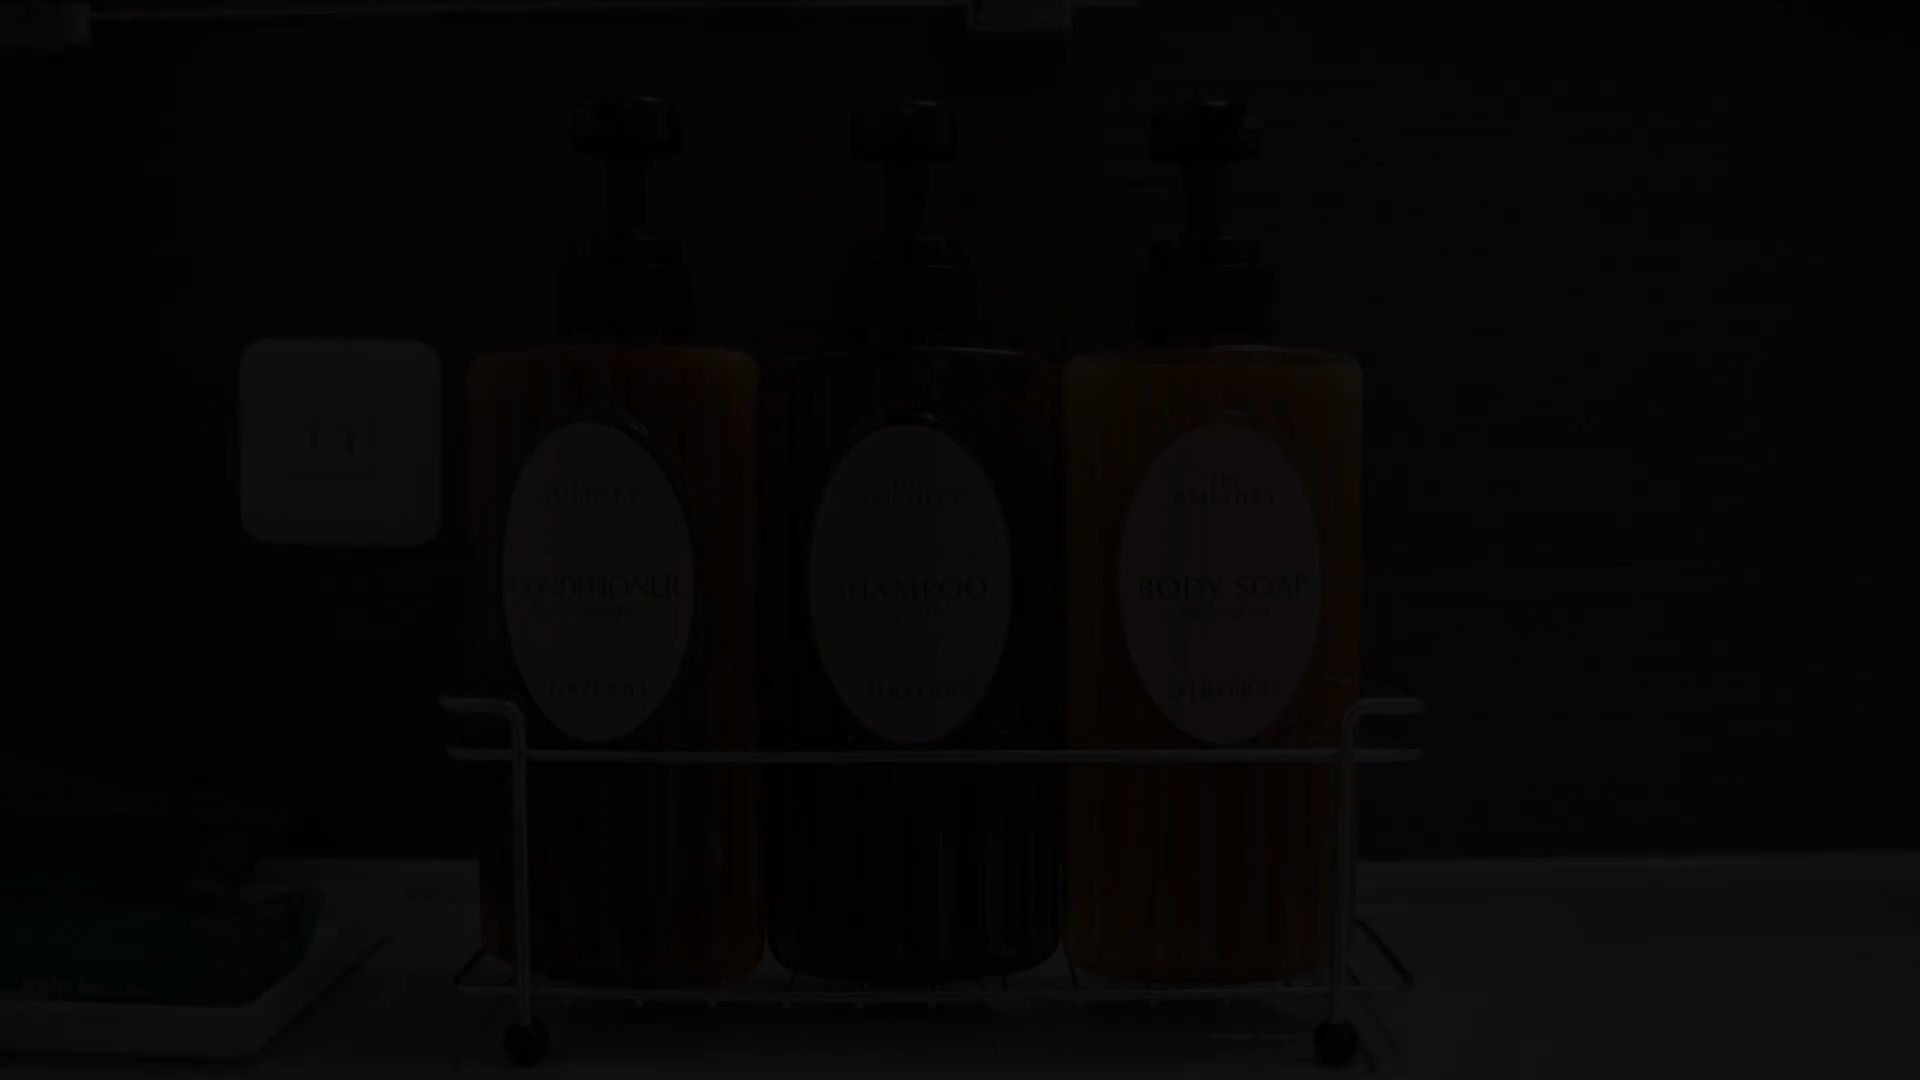 THE
AMENITY
CONDITIONER
SHISEIDO
THE
AMENITY
SHAMPOO
SHISEIDO
THE
AMENITY
BODY SOAP
SHISEIDO